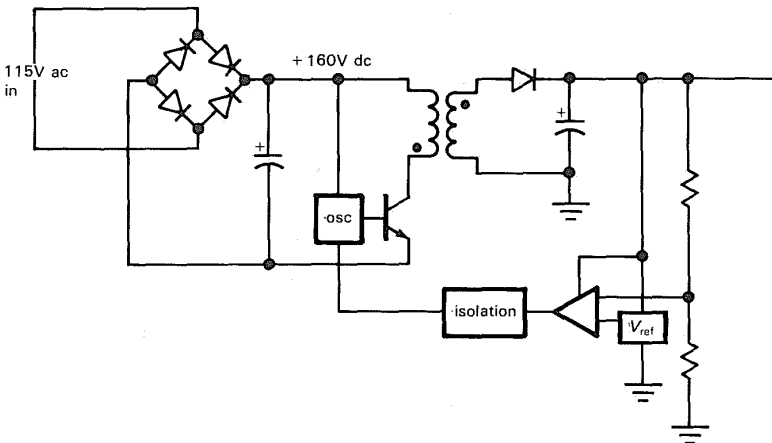 115V ac
in
+160V dc
+
+
osc
isolation
Vref